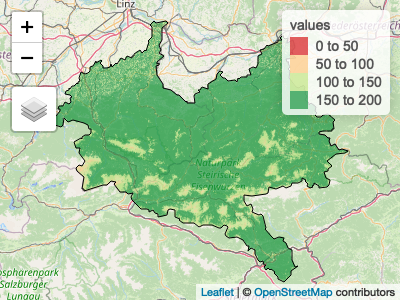 Linz
+
−
values
0 to 50
50 to 100
100 to 150
150 to 200
Naturpark
Steirische
Eisenwurzen
Salzburger
Lungau
Leaflet | © OpenStreetMap contributors